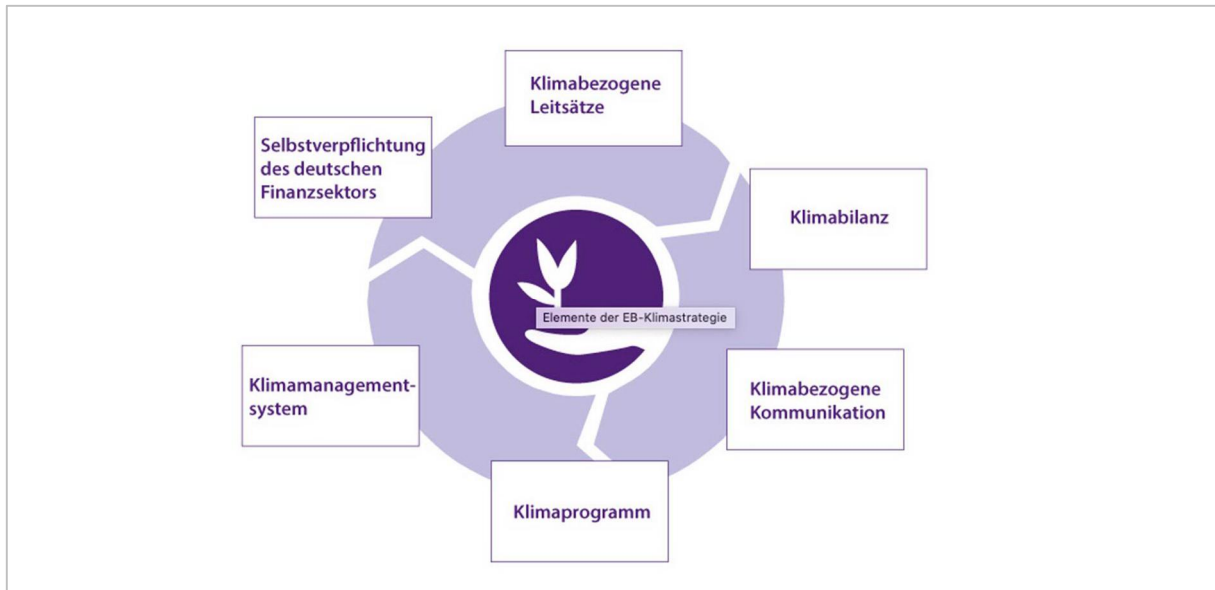 Klimabezogene
Leitsätze
Selbstverpflichtung
des deutschen
Finanzsektors
Klimabilanz
Elemente der EB-Klimastrategie
Klimamanagement-
system
Klimabezogene
Kommunikation
Klimaprogramm